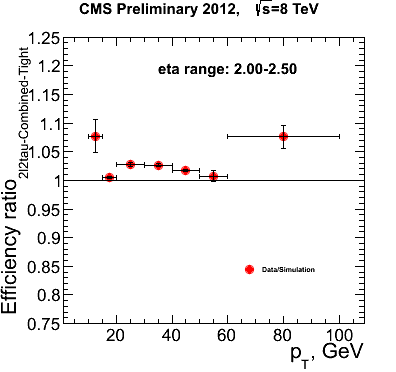 CMS Preliminary 2012, √s=8 TeV
eta range: 2.00-2.50
Efficiency ratio 2l2tau-Combined-Tight
1.25
1.2
1.15
1.1
1.05
1
0.95
0.9
0.85
0.8
0.75
Data/Simulation
20 40 60 80 100
p_T, GeV